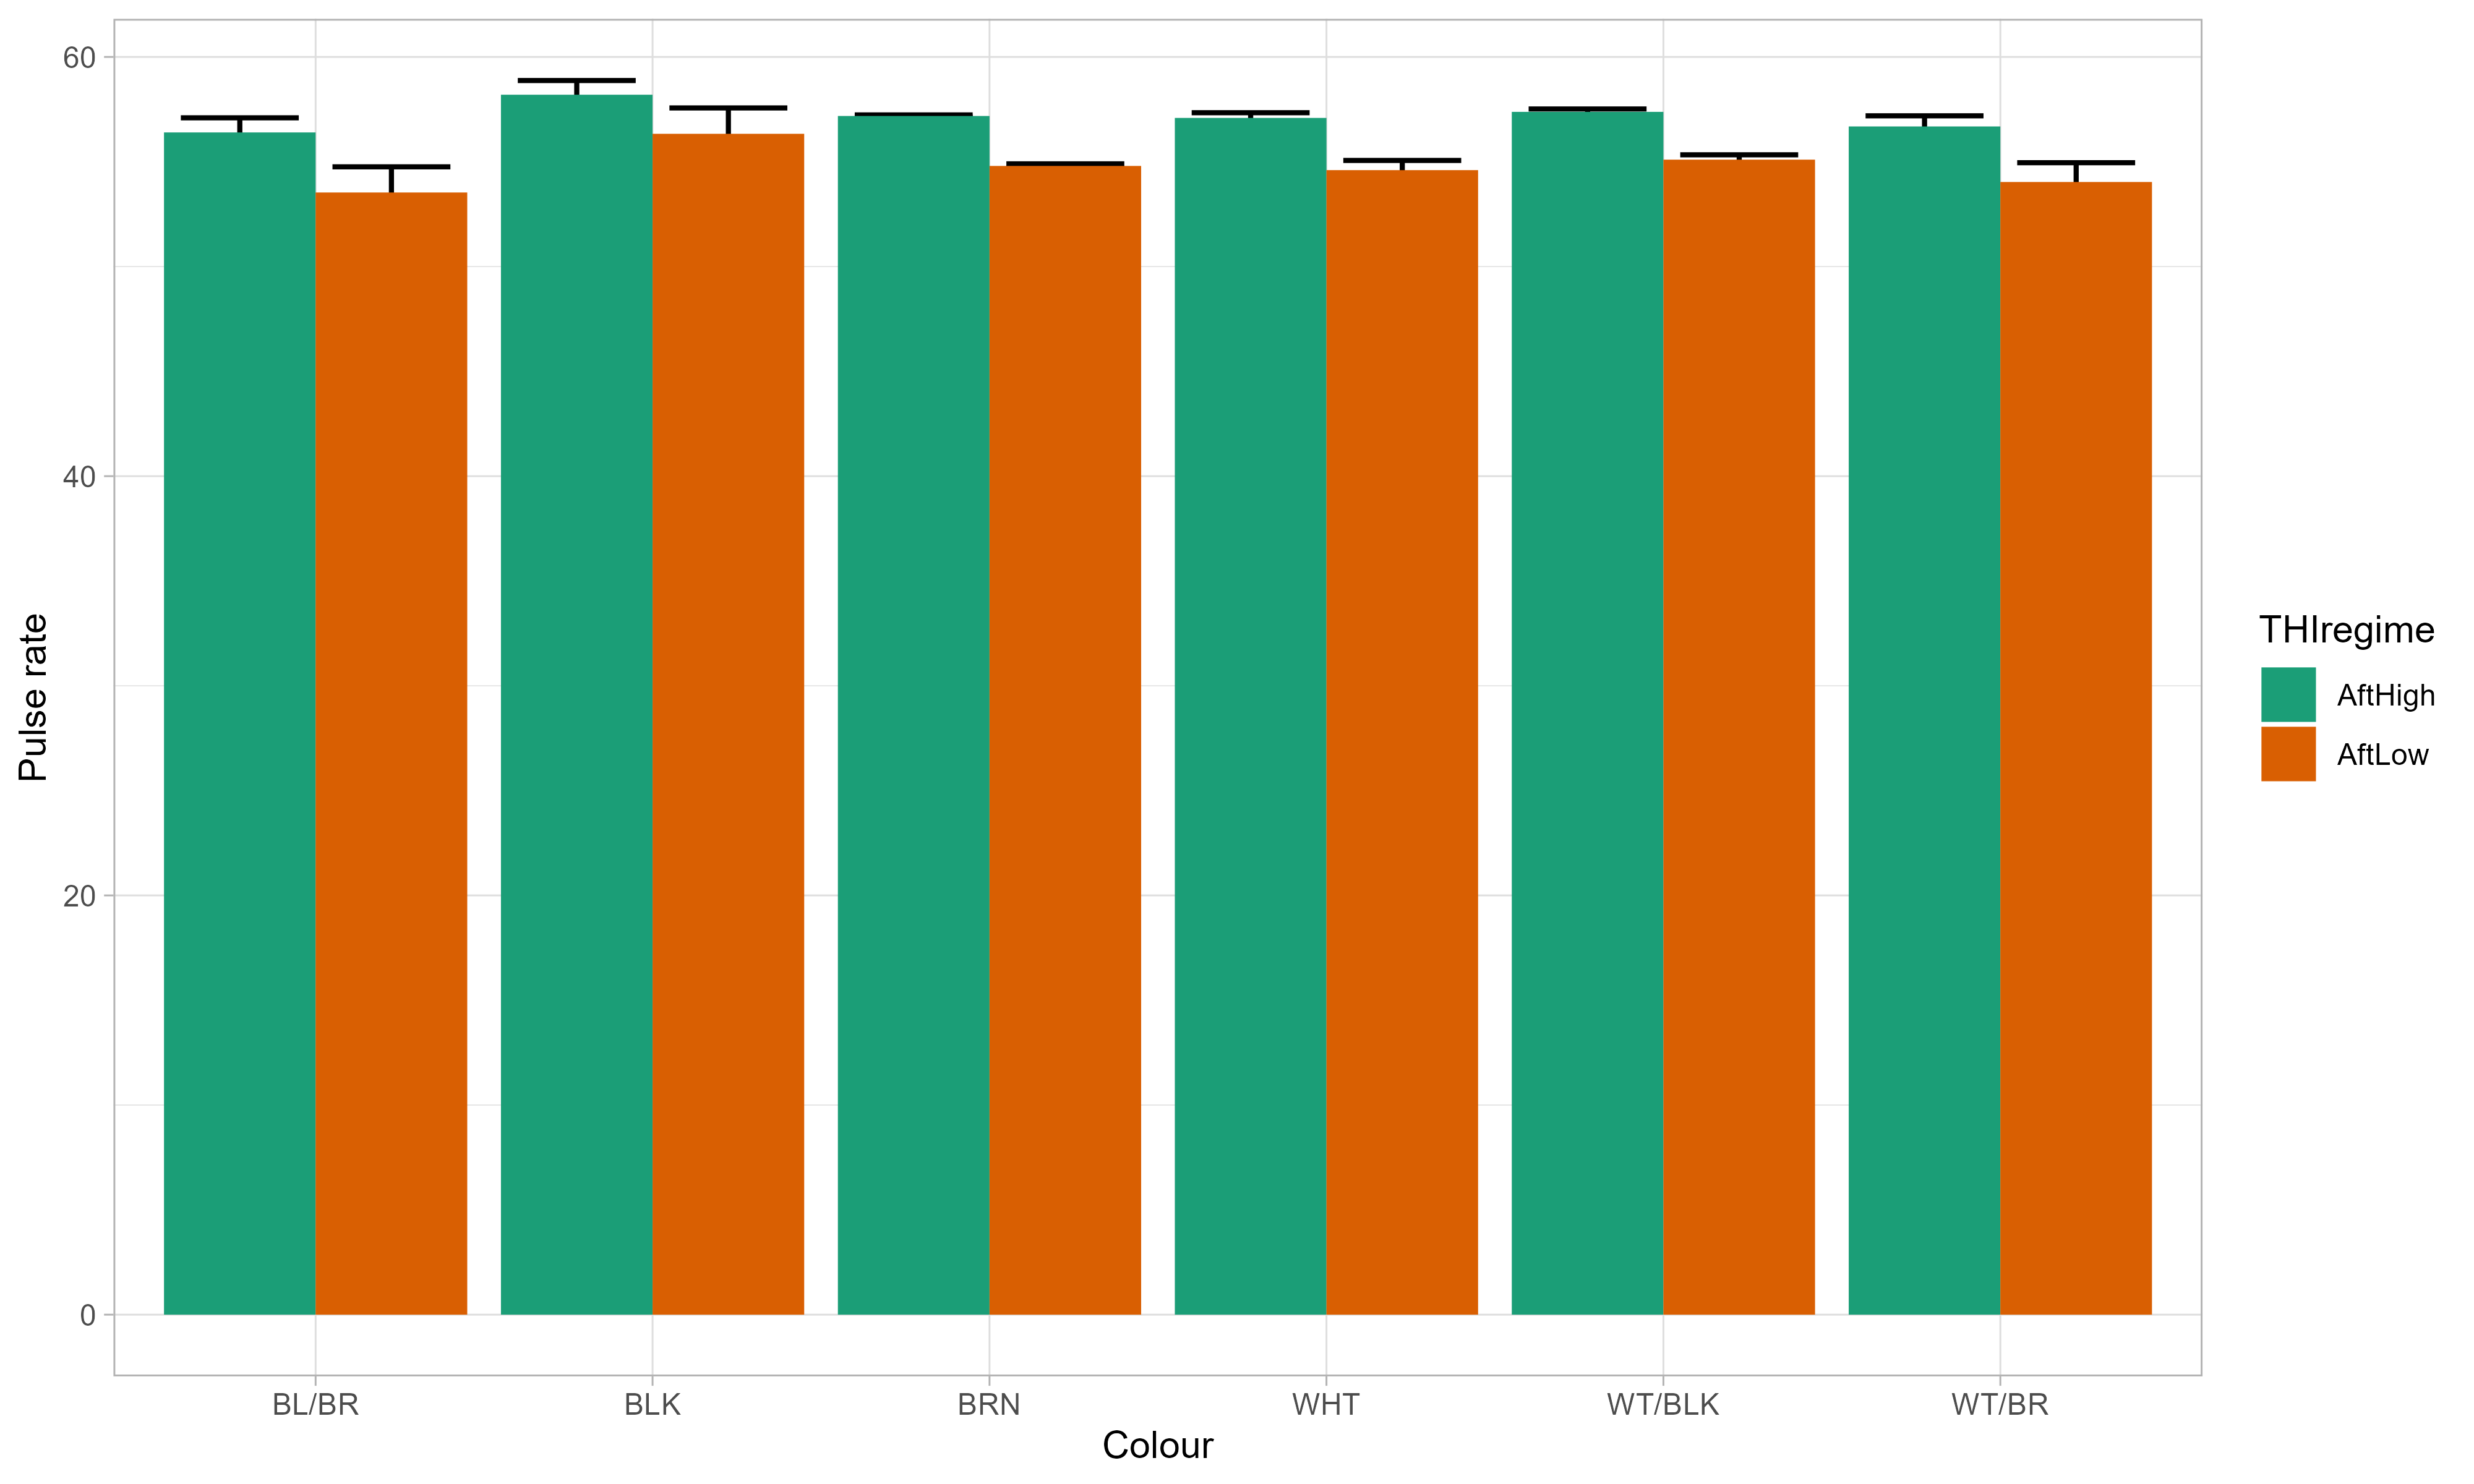 60
40
20
0
Pulse rate
BL/BR BLK BRN WHT WT/BLK WT/BR
Colour
THIregime
AftHigh
AftLow